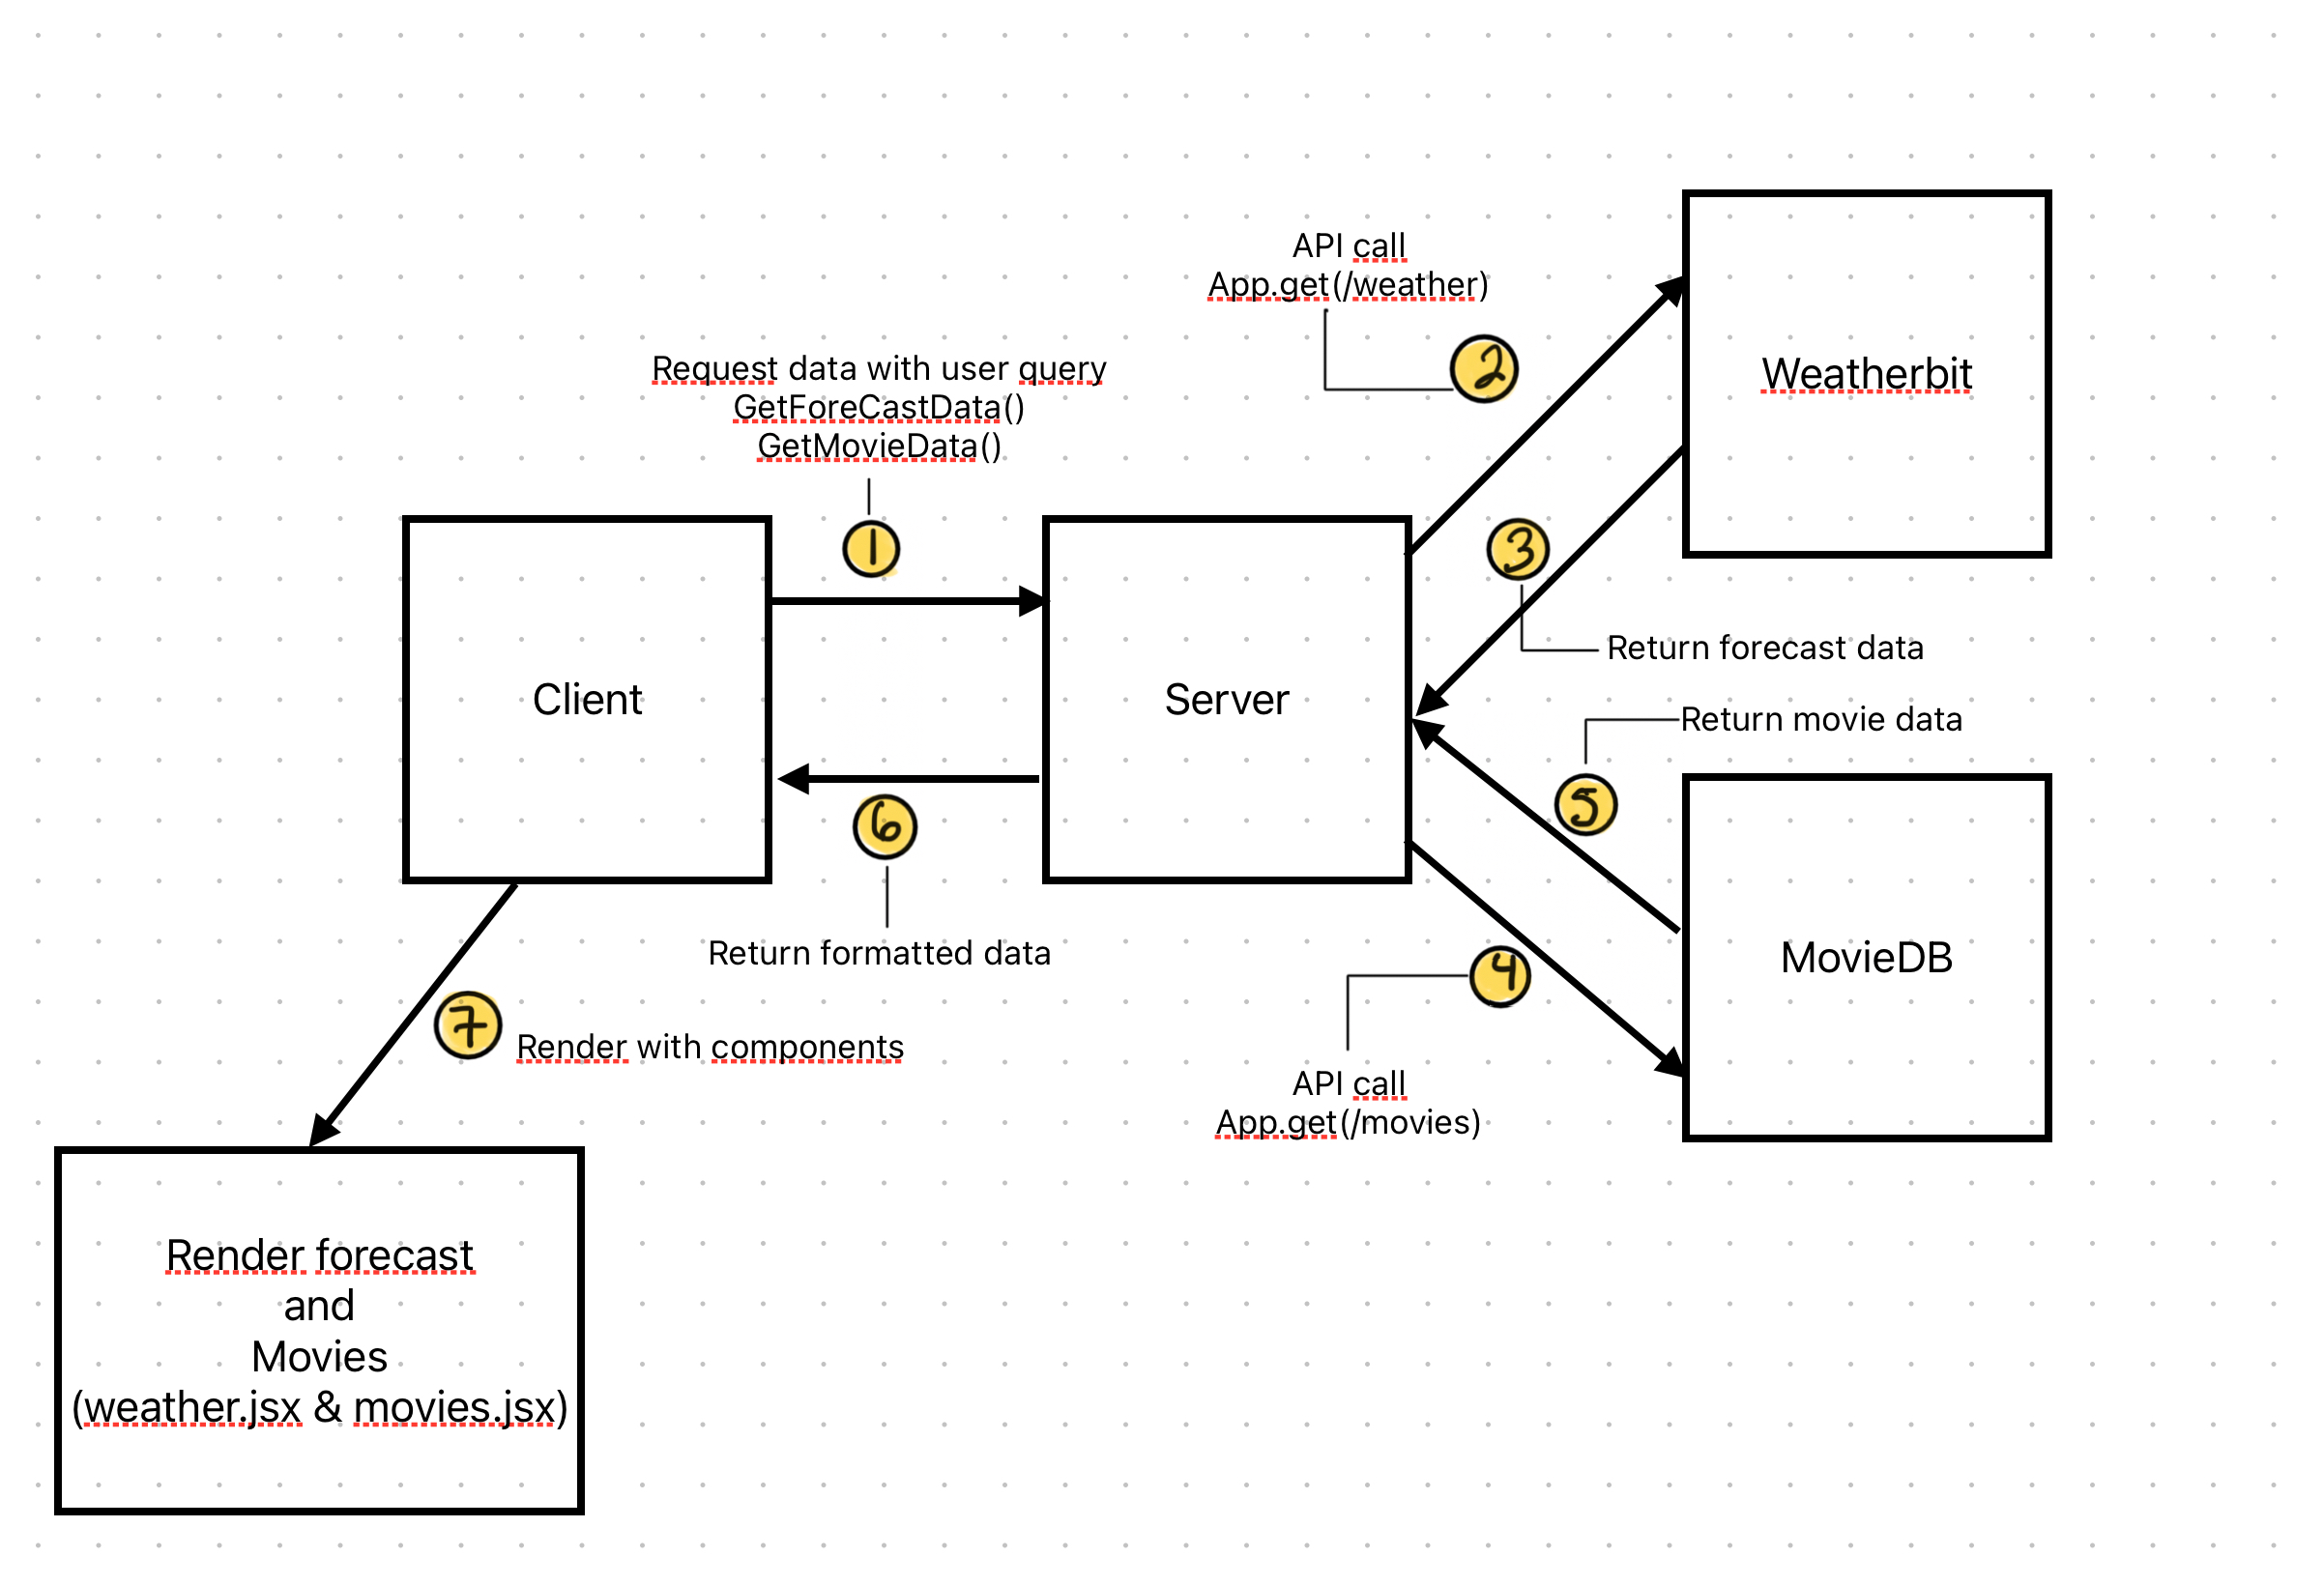 API call
App.get(/weather)
2
Weatherbit
Request data with user query
GetForeCastData()
GetMovieData()
1
3
Return forecast data
Client
Server
Return movie data
5
6
Return formatted data
MovieDB
4
API call
App.get(/movies)
7
Render with components
Render forecast
and
Movies
(weather.jsx & movies.jsx)